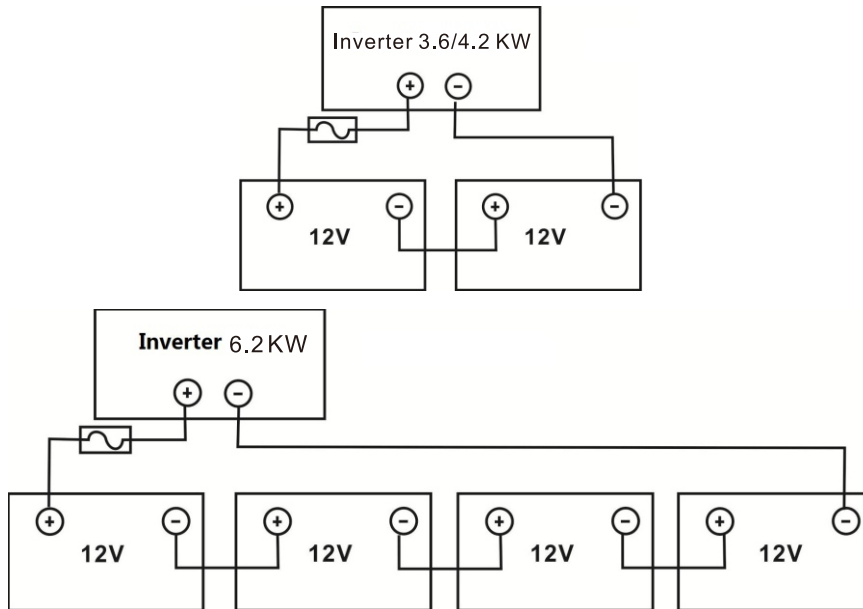 Inverter 3.6/4.2 KW
+ −
+ − + −
12V 12V
Inverter 6.2 KW
+ −
+ − + − + − + −
12V 12V 12V 12V